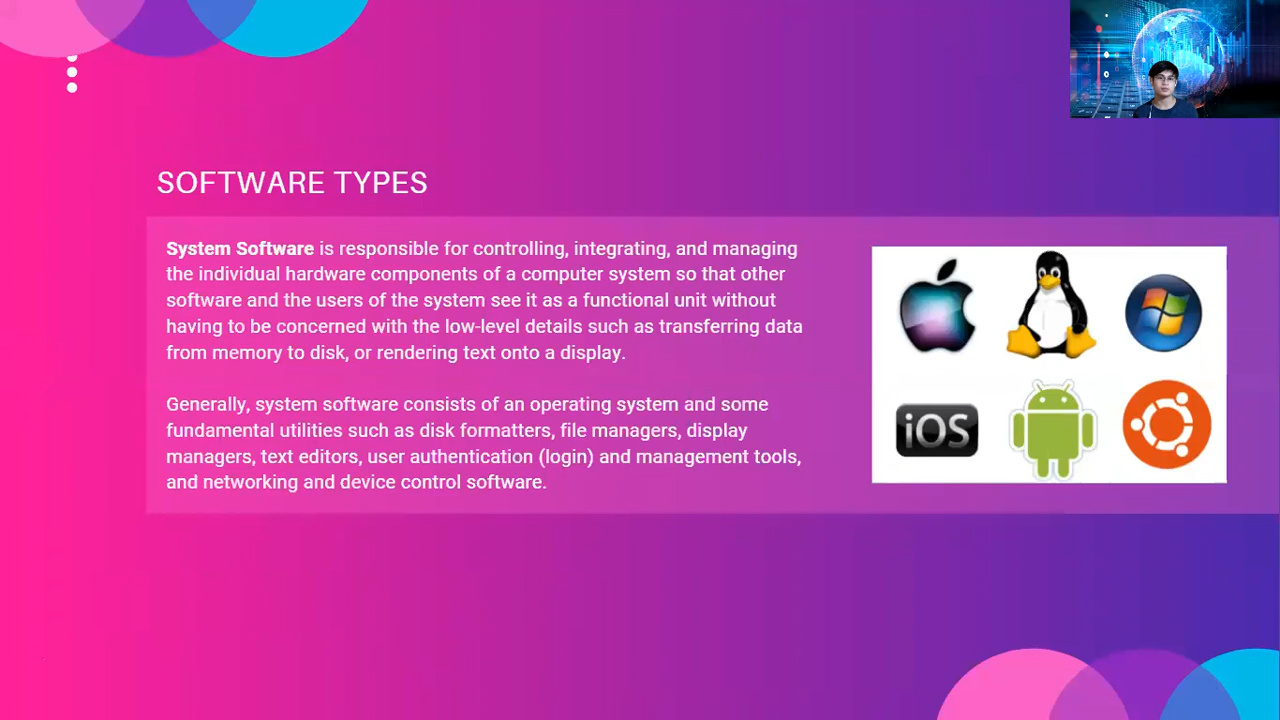 SOFTWARE TYPES
System Software is responsible for controlling, integrating, and managing
the individual hardware components of a computer system so that other
software and the users of the system see it as a functional unit without
having to be concerned with the low-level details such as transferring data
from memory to disk, or rendering text onto a display.
Generally, system software consists of an operating system and some
fundamental utilities such as disk formatters, file managers, display
managers, text editors, user authentication (login) and management tools,
and networking and device control software.
iOS